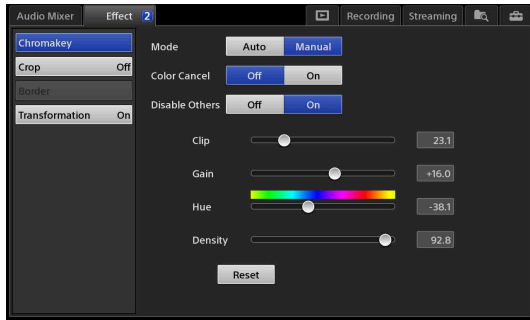 Audio Mixer Effect 2 Recording Streaming
Chromakey
Crop Off
Border
Transformation On
Mode Auto Manual
Color Cancel Off On
Disable Others Off On
Clip 23.1
Gain +16.0
Hue -38.1
Density 92.8
Reset